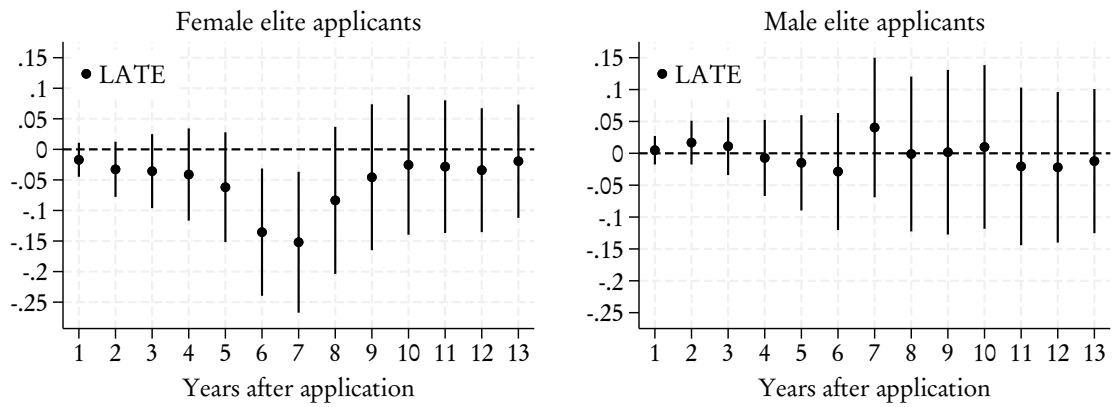 Female elite applicants
.15
.1
.05
0
-.05
-.1
-.15
-.2
-.25
LATE
1 2 3 4 5 6 7 8 9 10 11 12 13
Years after application
Male elite applicants
.15
.1
.05
0
-.05
-.1
-.15
-.2
-.25
LATE
1 2 3 4 5 6 7 8 9 10 11 12 13
Years after application